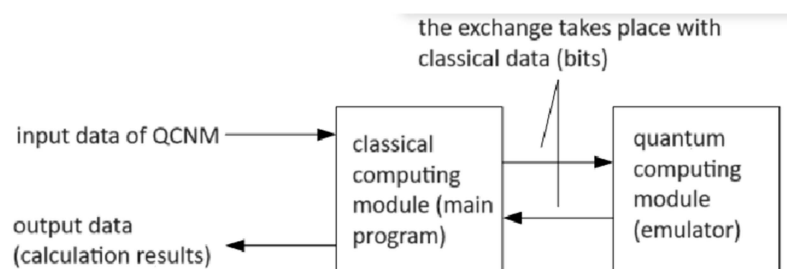 the exchange takes place with
classical data (bits)
input data of QCNM
classical
computing
module (main
program)
quantum
computing
module
(emulator)
output data
(calculation results)